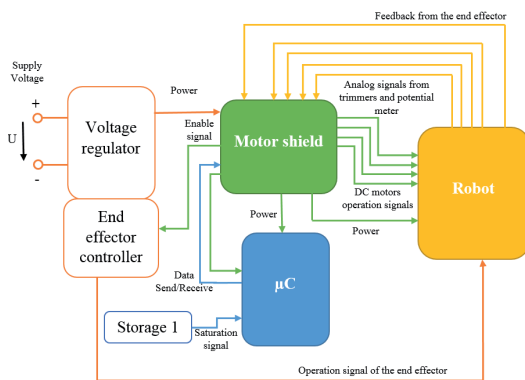 Feedback from the end effector
Supply
Voltage
Power
+
U
-
Voltage
regulator
Enable
signal
Motor shield
Analog signals from
trimmers and potential
meter
Robot
DC motors
operation signals
End
effector
controller
Power
Power
Data
Send/Receive
µC
Storage 1
Saturation
signal
Operation signal of the end effector